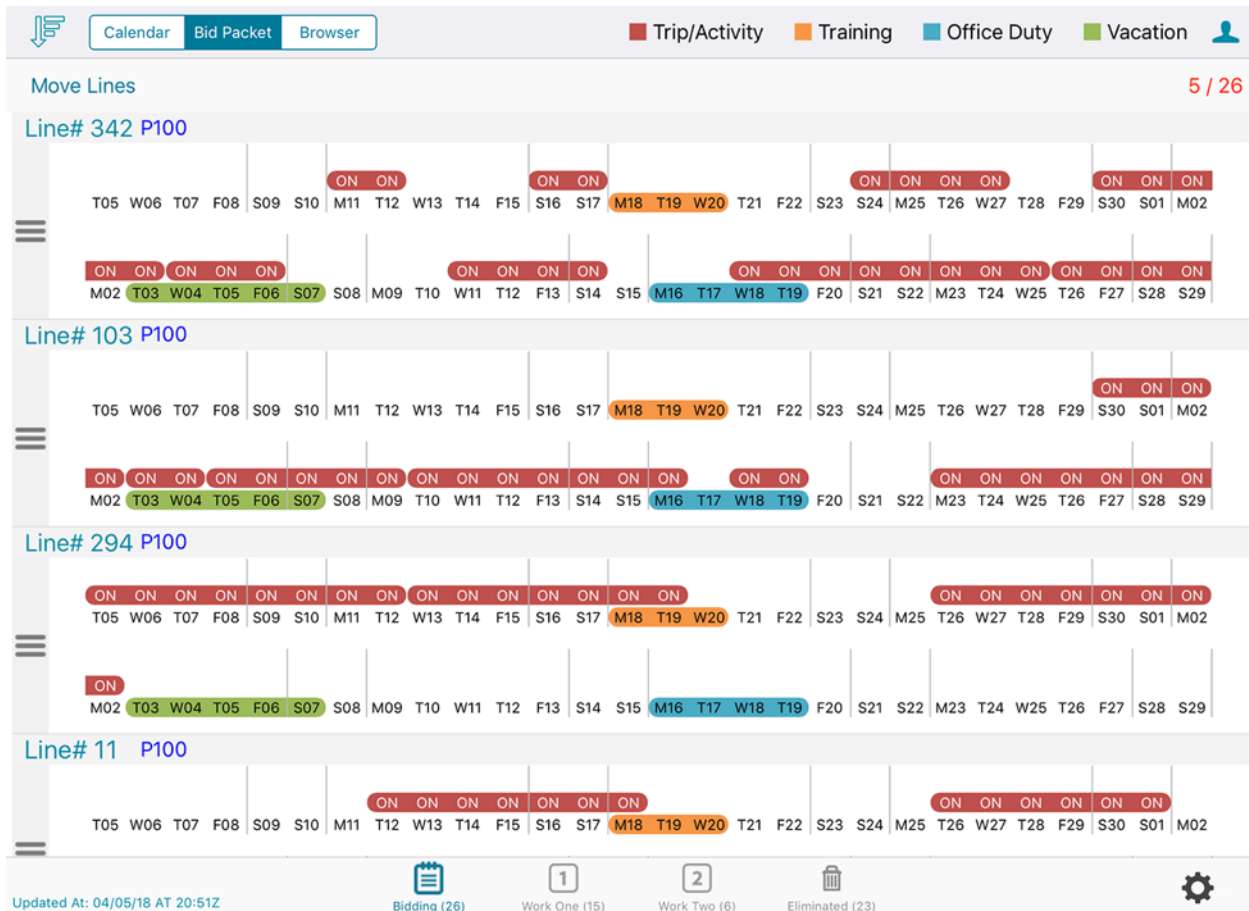 Calendar Bid Packet Browser Trip/Activity Training Office Duty Vacation
Move Lines 5 / 26
Line# 342 P100
ON ON ON ON ON ON ON ON ON ON ON
T05 W06 T07 F08 S09 S10 M11 T12 W13 T14 F15 S16 S17 M18 T19 W20 T21 F22 S23 S24 M25 T26 W27 T28 F29 S30 S01 M02
ON ON ON ON ON ON ON ON ON ON ON ON ON ON ON ON ON ON ON ON ON
M02 T03 W04 T05 F06 S07 S08 M09 T10 W11 T12 F13 S14 S15 M16 T17 W18 T19 F20 S21 S22 M23 T24 W25 T26 F27 S28 S29
Line# 103 P100
ON ON ON
T05 W06 T07 F08 S09 S10 M11 T12 W13 T14 F15 S16 S17 M18 T19 W20 T21 F22 S23 S24 M25 T26 W27 T28 F29 S30 S01 M02
ON ON ON ON ON ON ON ON ON ON ON ON ON ON ON ON ON ON ON ON ON ON ON ON
M02 T03 W04 T05 F06 S07 S08 M09 T10 W11 T12 F13 S14 S15 M16 T17 W18 T19 F20 S21 S22 M23 T24 W25 T26 F27 S28 S29
Line# 294 P100
ON ON ON ON ON ON ON ON ON ON ON ON ON ON ON ON ON ON ON ON ON ON
T05 W06 T07 F08 S09 S10 M11 T12 W13 T14 F15 S16 S17 M18 T19 W20 T21 F22 S23 S24 M25 T26 W27 T28 F29 S30 S01 M02
ON
M02 T03 W04 T05 F06 S07 S08 M09 T10 W11 T12 F13 S14 S15 M16 T17 W18 T19 F20 S21 S22 M23 T24 W25 T26 F27 S28 S29
Line# 11 P100
ON ON ON ON ON ON ON ON ON ON ON ON ON
T05 W06 T07 F08 S09 S10 M11 T12 W13 T14 F15 S16 S17 M18 T19 W20 T21 F22 S23 S24 M25 T26 W27 T28 F29 S30 S01 M02
1 2
Updated At: 04/05/18 AT 20:51Z Bidding (26) Work One (15) Work Two (6) Eliminated (23)